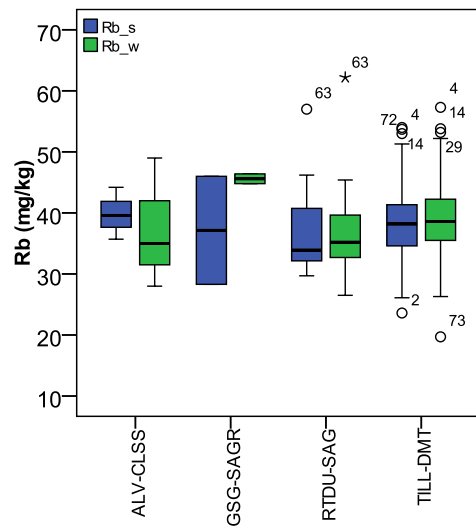 Rb_s
Rb_w
Rb (mg/kg)
70
60
50
40
30
20
10
63
63
4
72
14
2
4
14
29
73
ALV-CLSS
GSG-SAGR
RTDU-SAG
TILL-DMT